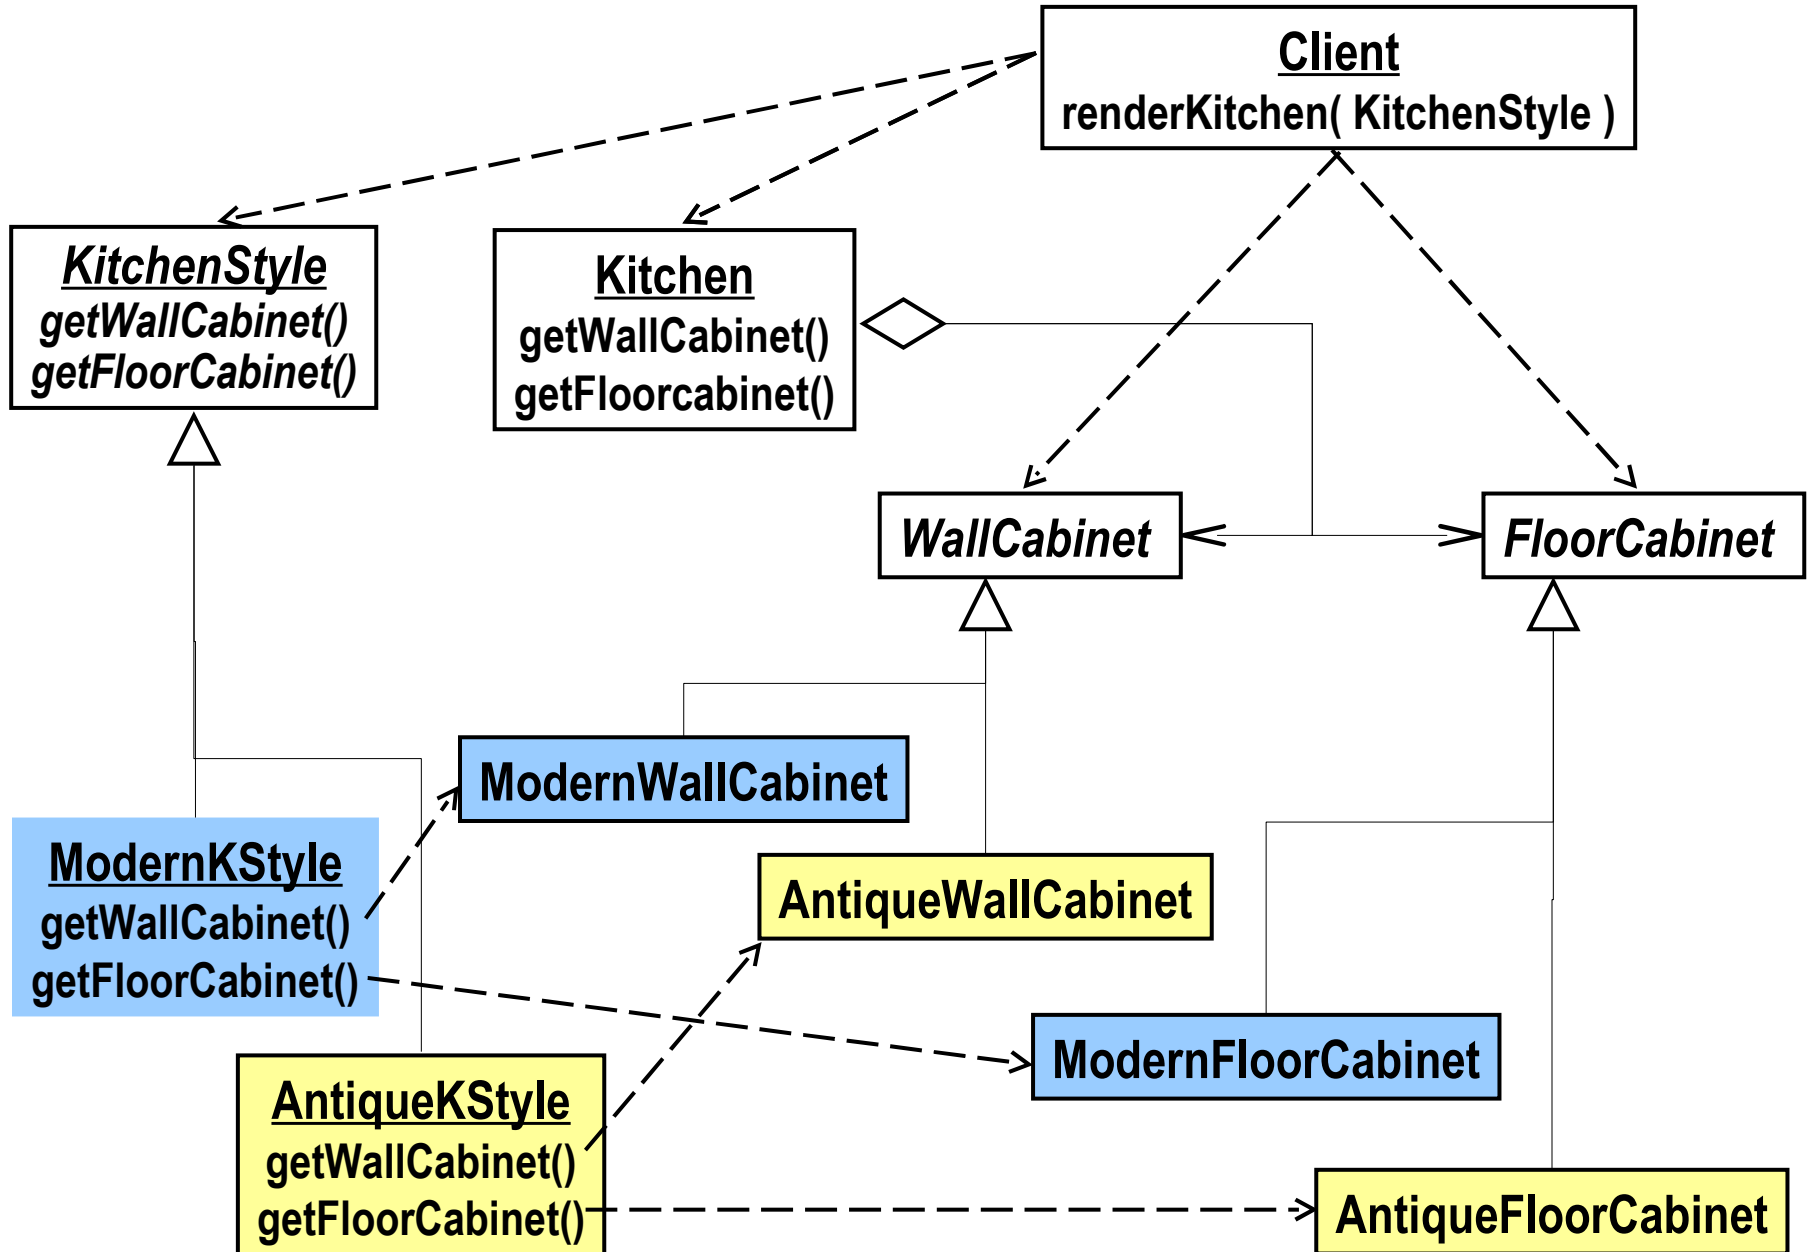 Client
renderKitchen( KitchenStyle )
KitchenStyle
getWallCabinet()
getFloorCabinet()
Kitchen
getWallCabinet()
getFloorcabinet()
WallCabinet
FloorCabinet
ModernWallCabinet
ModernKStyle
getWallCabinet()
getFloorCabinet()
AntiqueWallCabinet
ModernFloorCabinet
AntiqueKStyle
getWallCabinet()
getFloorCabinet()
AntiqueFloorCabinet